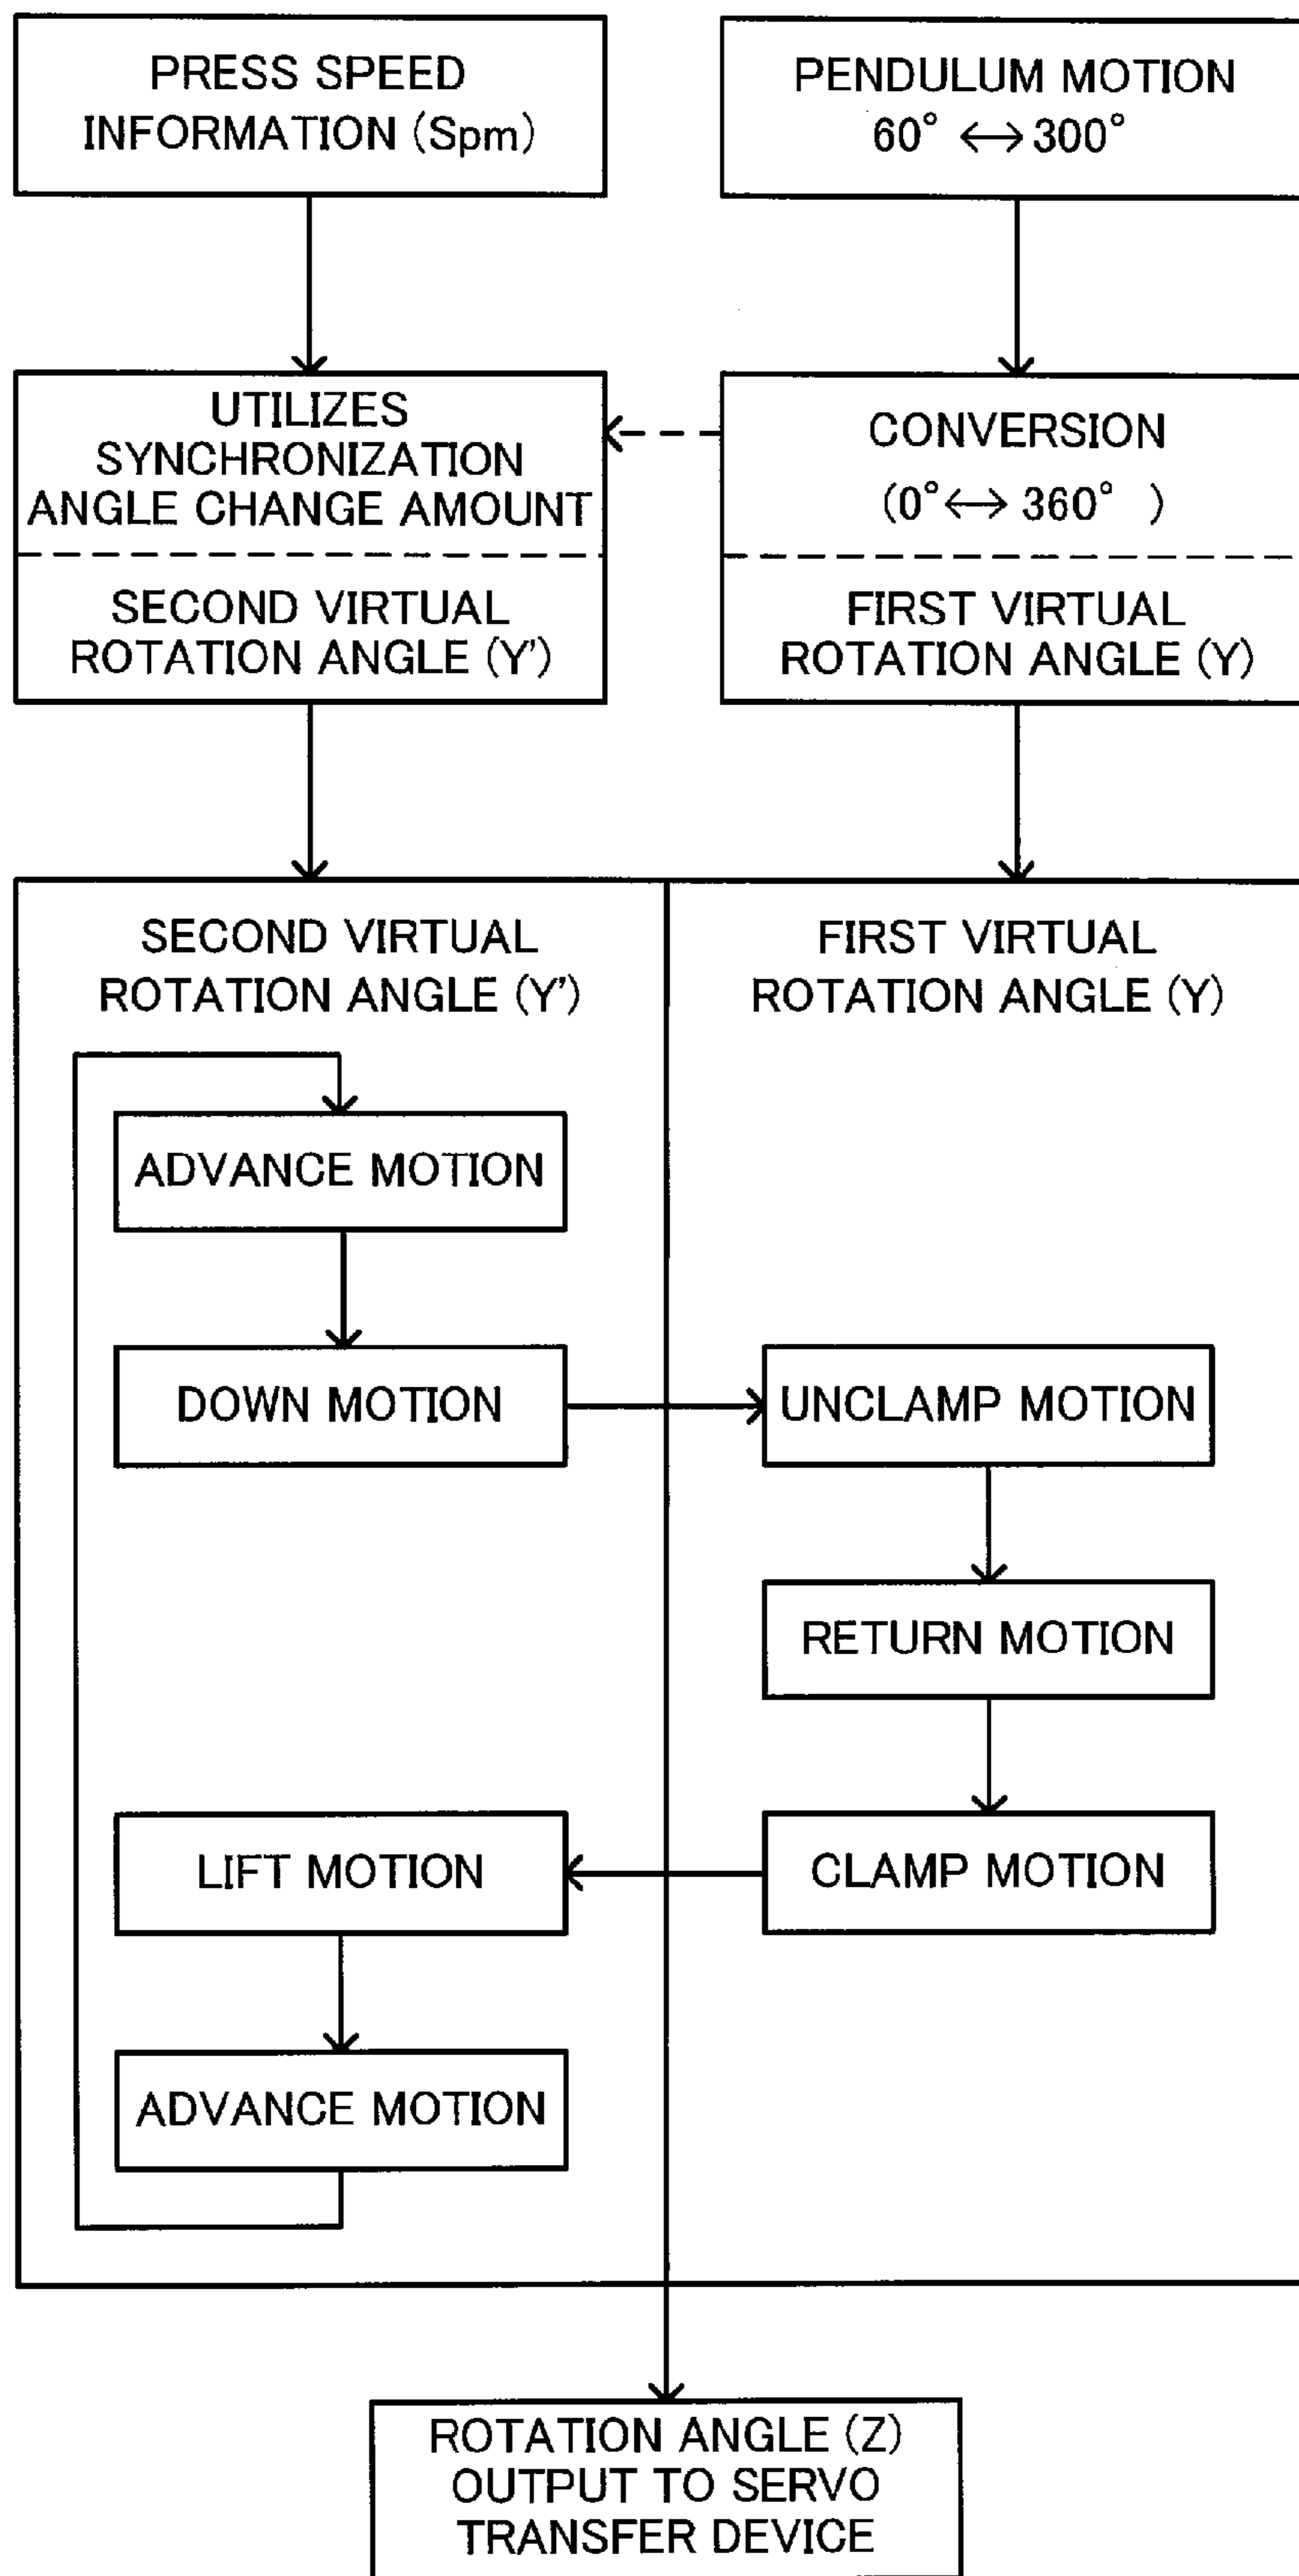 PRESS SPEED
INFORMATION (Spm)
PENDULUM MOTION
60° ↔ 300°
UTILIZES
SYNCHRONIZATION
ANGLE CHANGE AMOUNT
SECOND VIRTUAL
ROTATION ANGLE (Y')
CONVERSION
(0° ↔ 360° )
FIRST VIRTUAL
ROTATION ANGLE (Y)
SECOND VIRTUAL
ROTATION ANGLE (Y')
FIRST VIRTUAL
ROTATION ANGLE (Y)
ADVANCE MOTION
DOWN MOTION
UNCLAMP MOTION
RETURN MOTION
CLAMP MOTION
LIFT MOTION
ADVANCE MOTION
ROTATION ANGLE (Z)
OUTPUT TO SERVO
TRANSFER DEVICE